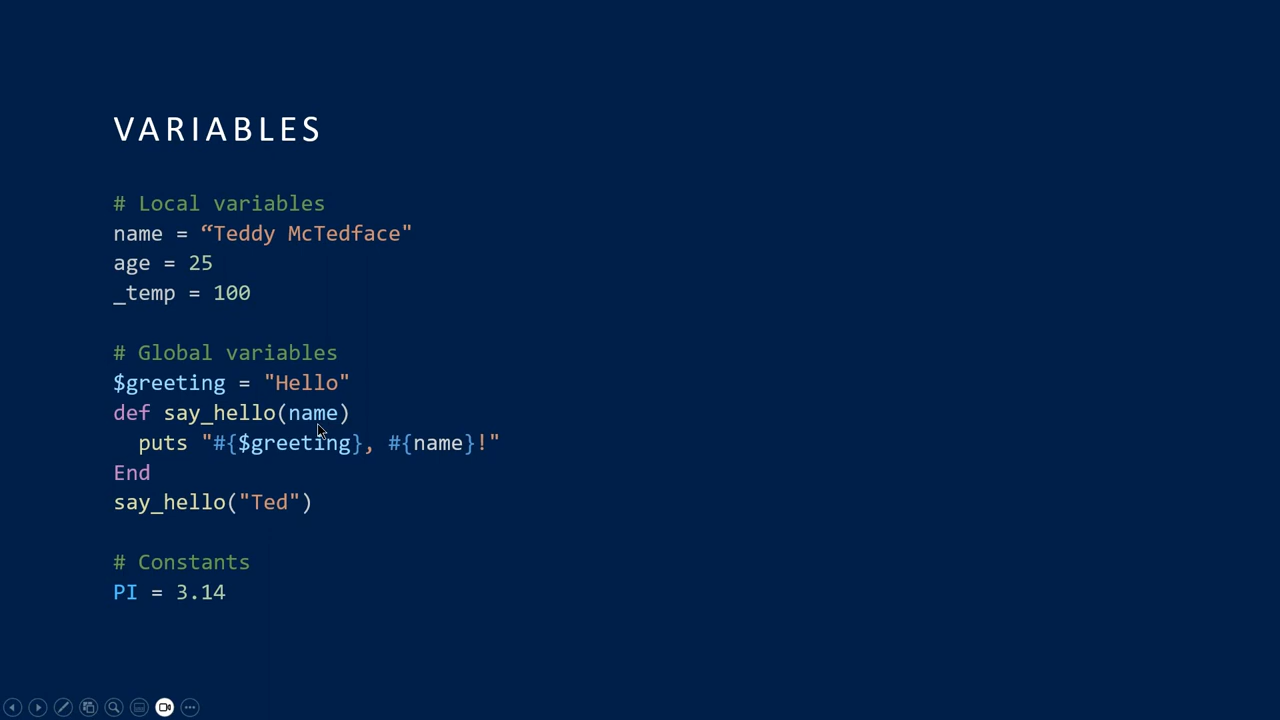 VARIABLES
# Local variables
name = “Teddy McTedface"
age = 25
_temp = 100
# Global variables
$greeting = "Hello"
def say_hello(name)
  puts "#{$greeting}, #{name}!"
End
say_hello("Ted")
# Constants
PI = 3.14